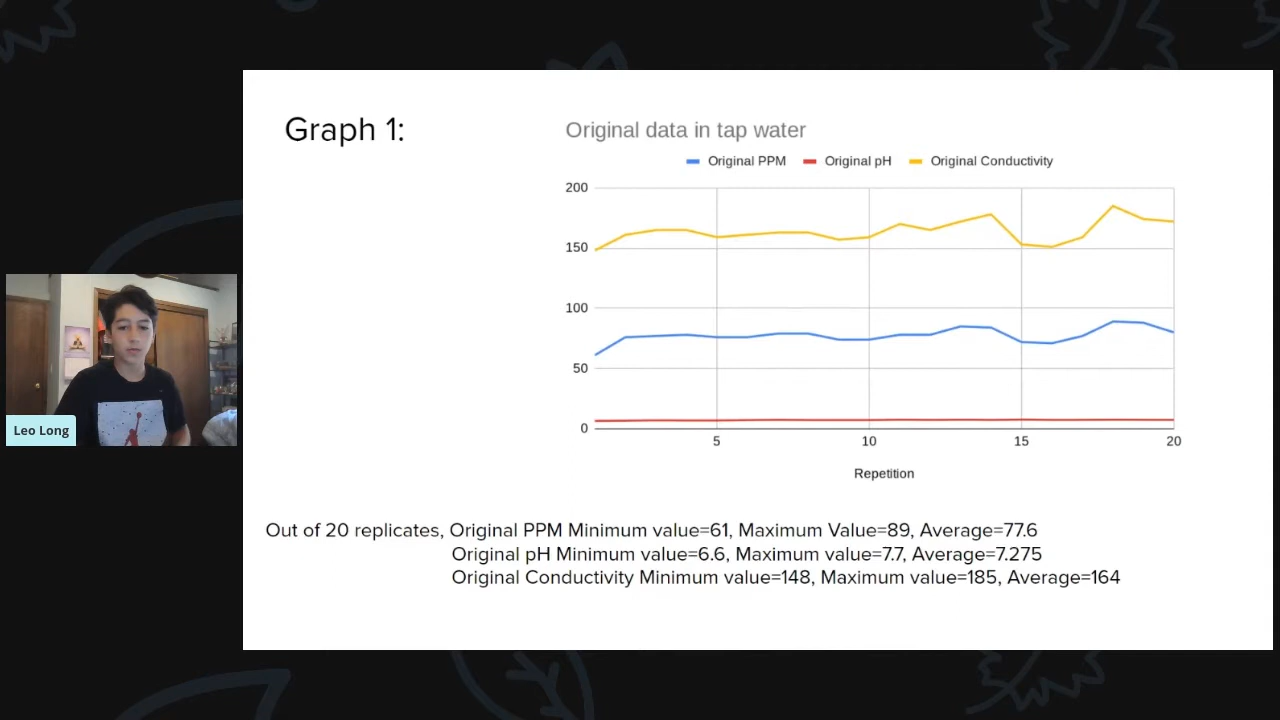 Graph 1:
Original data in tap water
Original PPM Original pH Original Conductivity
200
150
100
50
0
5 10 15 20
Repetition
Out of 20 replicates, Original PPM Minimum value=61, Maximum Value=89, Average=77.6
Original pH Minimum value=6.6, Maximum value=7.7, Average=7.275
Original Conductivity Minimum value=148, Maximum value=185, Average=164
Leo Long